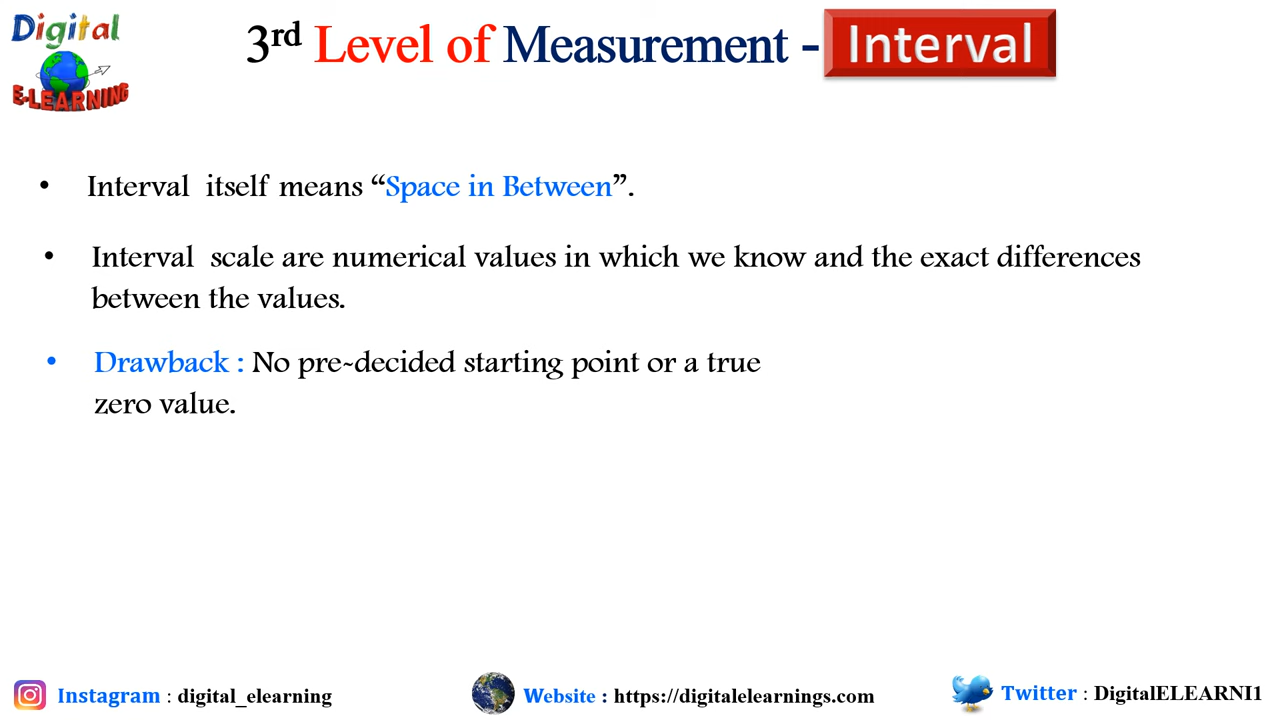 Digital
E-LEARNING
3rd Level of Measurement - Interval
• Interval itself means “Space in Between”.
• Interval scale are numerical values in which we know and the exact differences
between the values.
• Drawback : No pre-decided starting point or a true
zero value.
Instagram : digital_elearning
Website : https://digitalelearnings.com
Twitter : DigitalELEARNI1